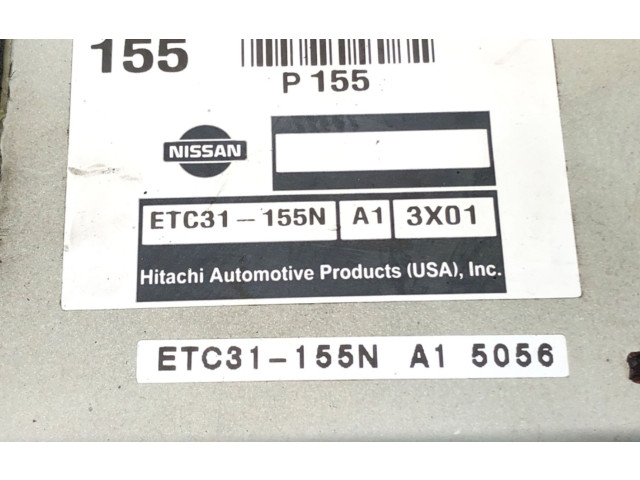 155
P 155
NISSAN
ETC31-155N A1 3X01
Hitachi Automotive Products (USA), Inc.
ETC31-155N A1 5056